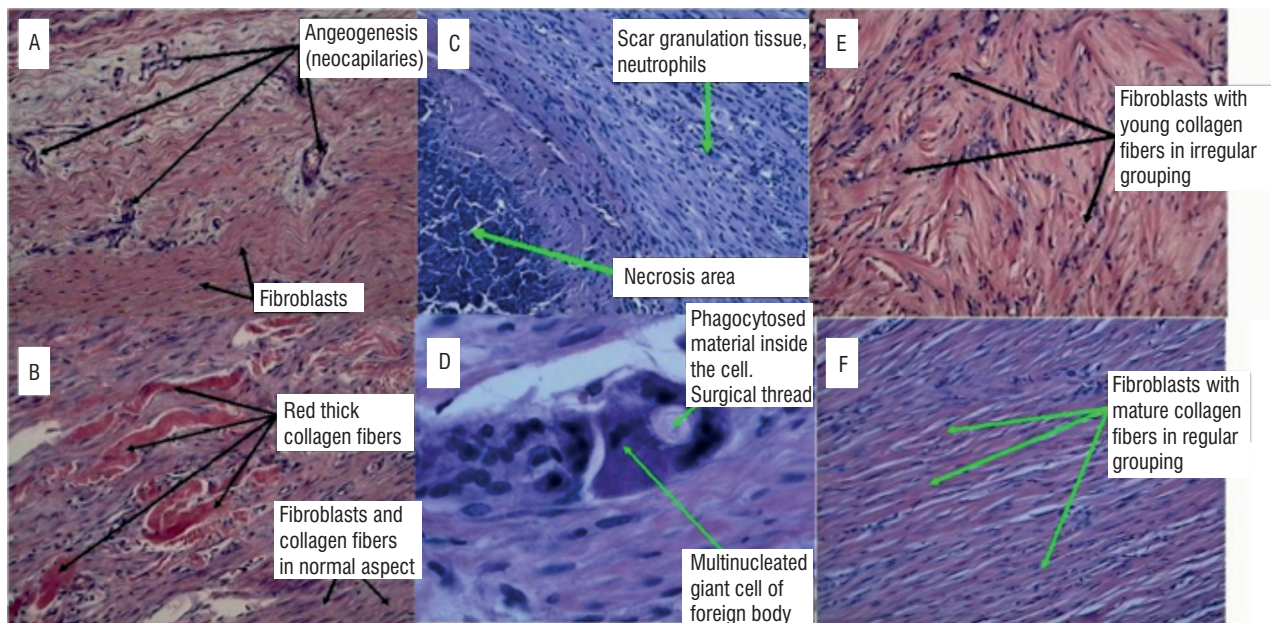 A
Angeogenesis
(neocapilaries)
Fibroblasts
B
Red thick
collagen fibers
Fibroblasts and
collagen fibers
in normal aspect
C
Scar granulation tissue,
neutrophils
Necrosis area
D
Phagocytosed
material inside
the cell.
Surgical thread
Multinucleated
giant cell of
foreign body
E
Fibroblasts with
young collagen
fibers in irregular
grouping
F
Fibroblasts with
mature collagen
fibers in regular
grouping